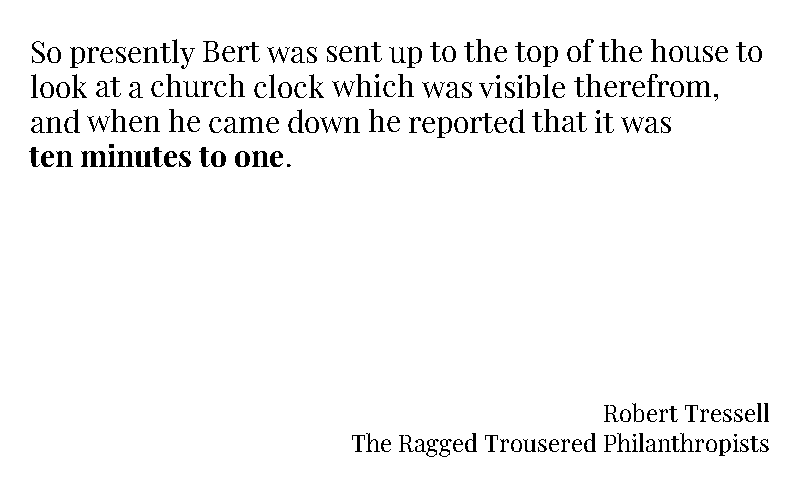 So presently Bert was sent up to the top of the house to
look at a church clock which was visible therefrom,
and when he came down he reported that it was
ten minutes to one.
Robert Tressell
The Ragged Trousered Philanthropists